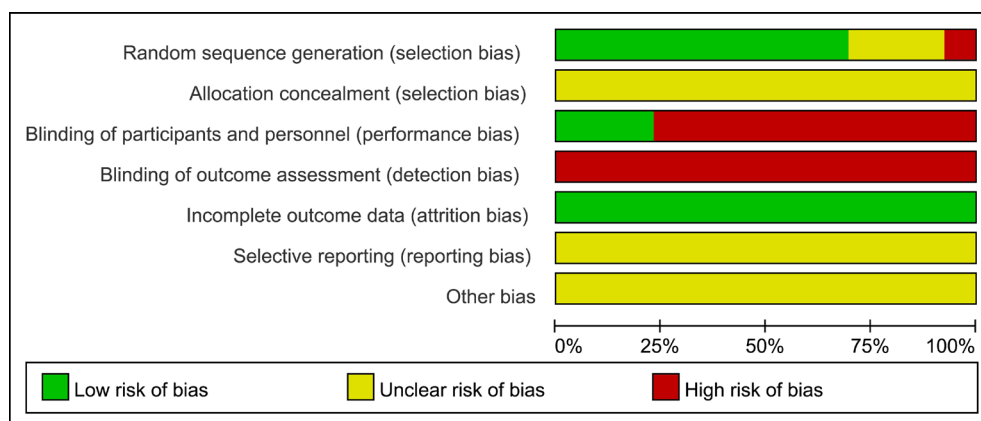 Random sequence generation (selection bias)
Allocation concealment (selection bias)
Blinding of participants and personnel (performance bias)
Blinding of outcome assessment (detection bias)
Incomplete outcome data (attrition bias)
Selective reporting (reporting bias)
Other bias
0% 25% 50% 75% 100%
Low risk of bias Unclear risk of bias High risk of bias